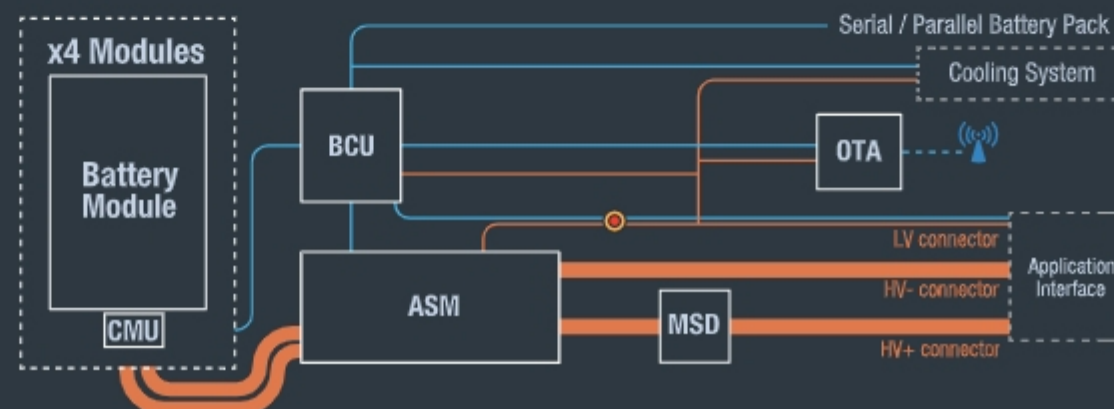 Serial / Parallel Battery Pack
x4 Modules
Cooling System
BCU
OTA
Battery
Module
LV connector
Application
Interface
HV- connector
ASM
MSD
CMU
HV+ connector